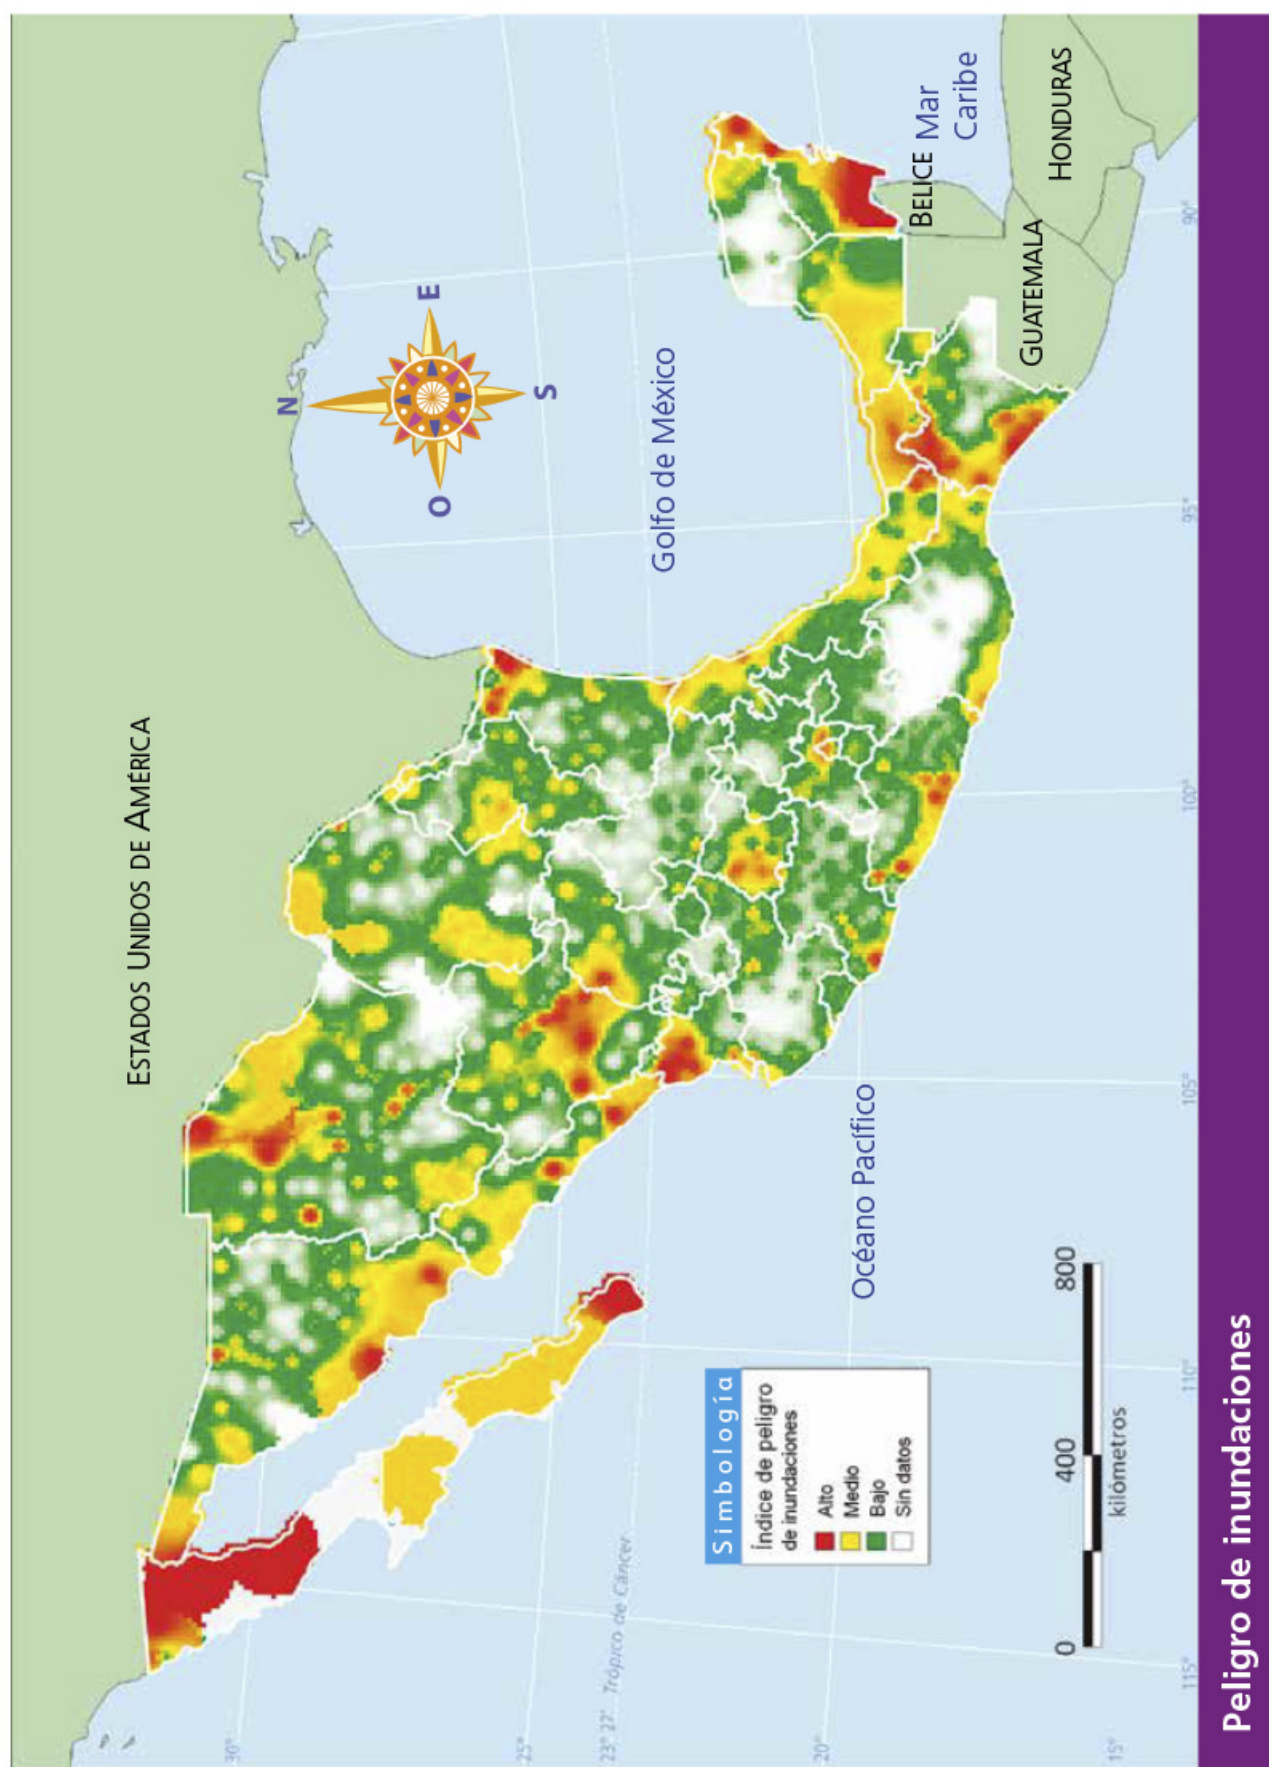 ESTADOS UNIDOS DE AMÉRICA
N
E
O
S
Golfo de México
BELICE
Mar
Caribe
HONDURAS
GUATEMALA
Océano Pacífico
Trópico de Cáncer
30°
25°
23° 27'
20°
15°
115°
110°
105°
100°
95°
90°
Simbología
Índice de peligro
de inundaciones
Alto
Medio
Bajo
Sin datos
0
400
800
kilómetros
Peligro de inundaciones